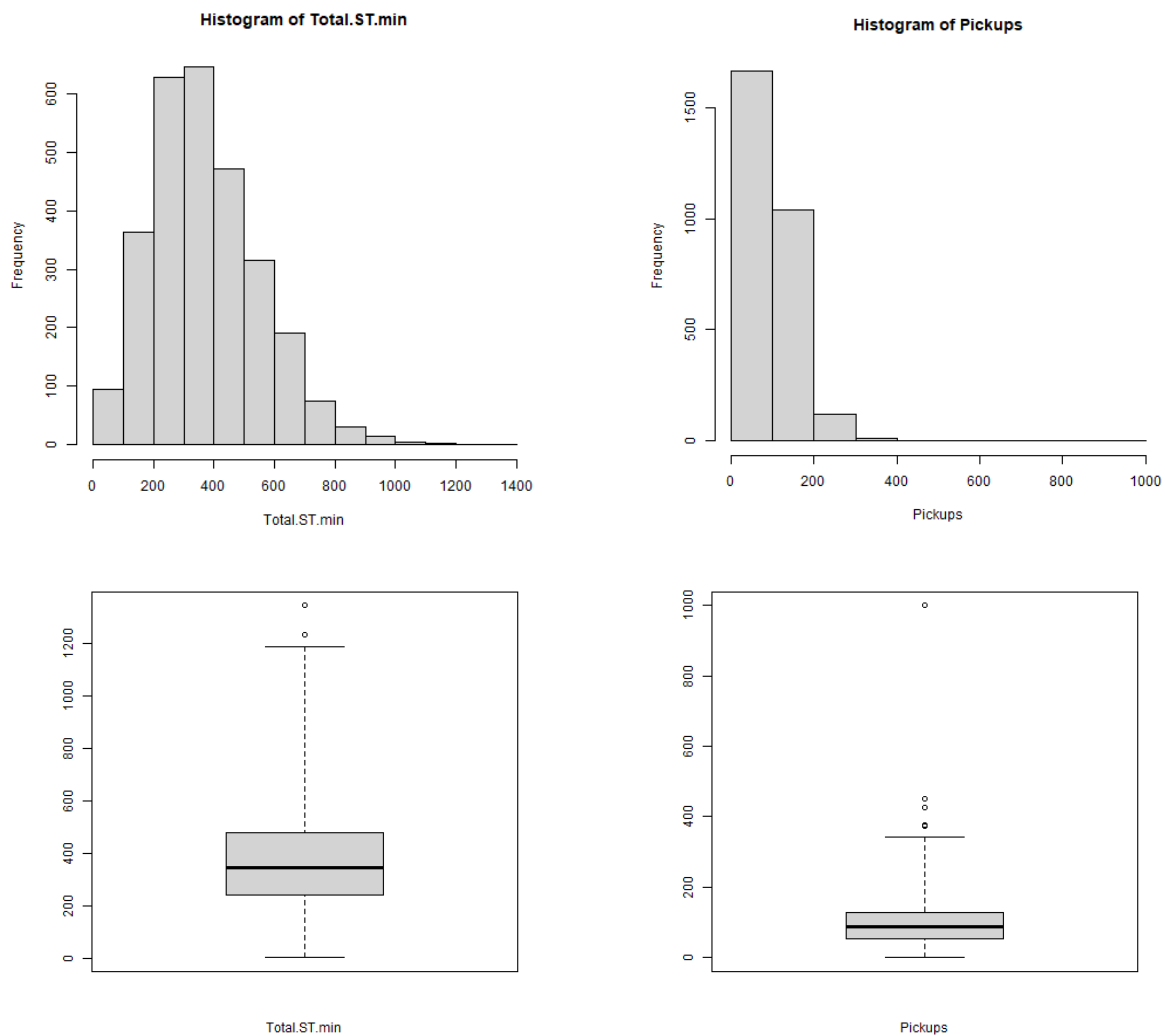 Histogram of Total.ST.min
Frequency
0 100 200 300 400 500 600
0 200 400 600 800 1000 1200 1400
Total.ST.min
Histogram of Pickups
Frequency
0 500 1000 1500
0 200 400 600 800 1000
Pickups
0 200 400 600 800 1000 1200
Total.ST.min
0 200 400 600 800 1000
Pickups